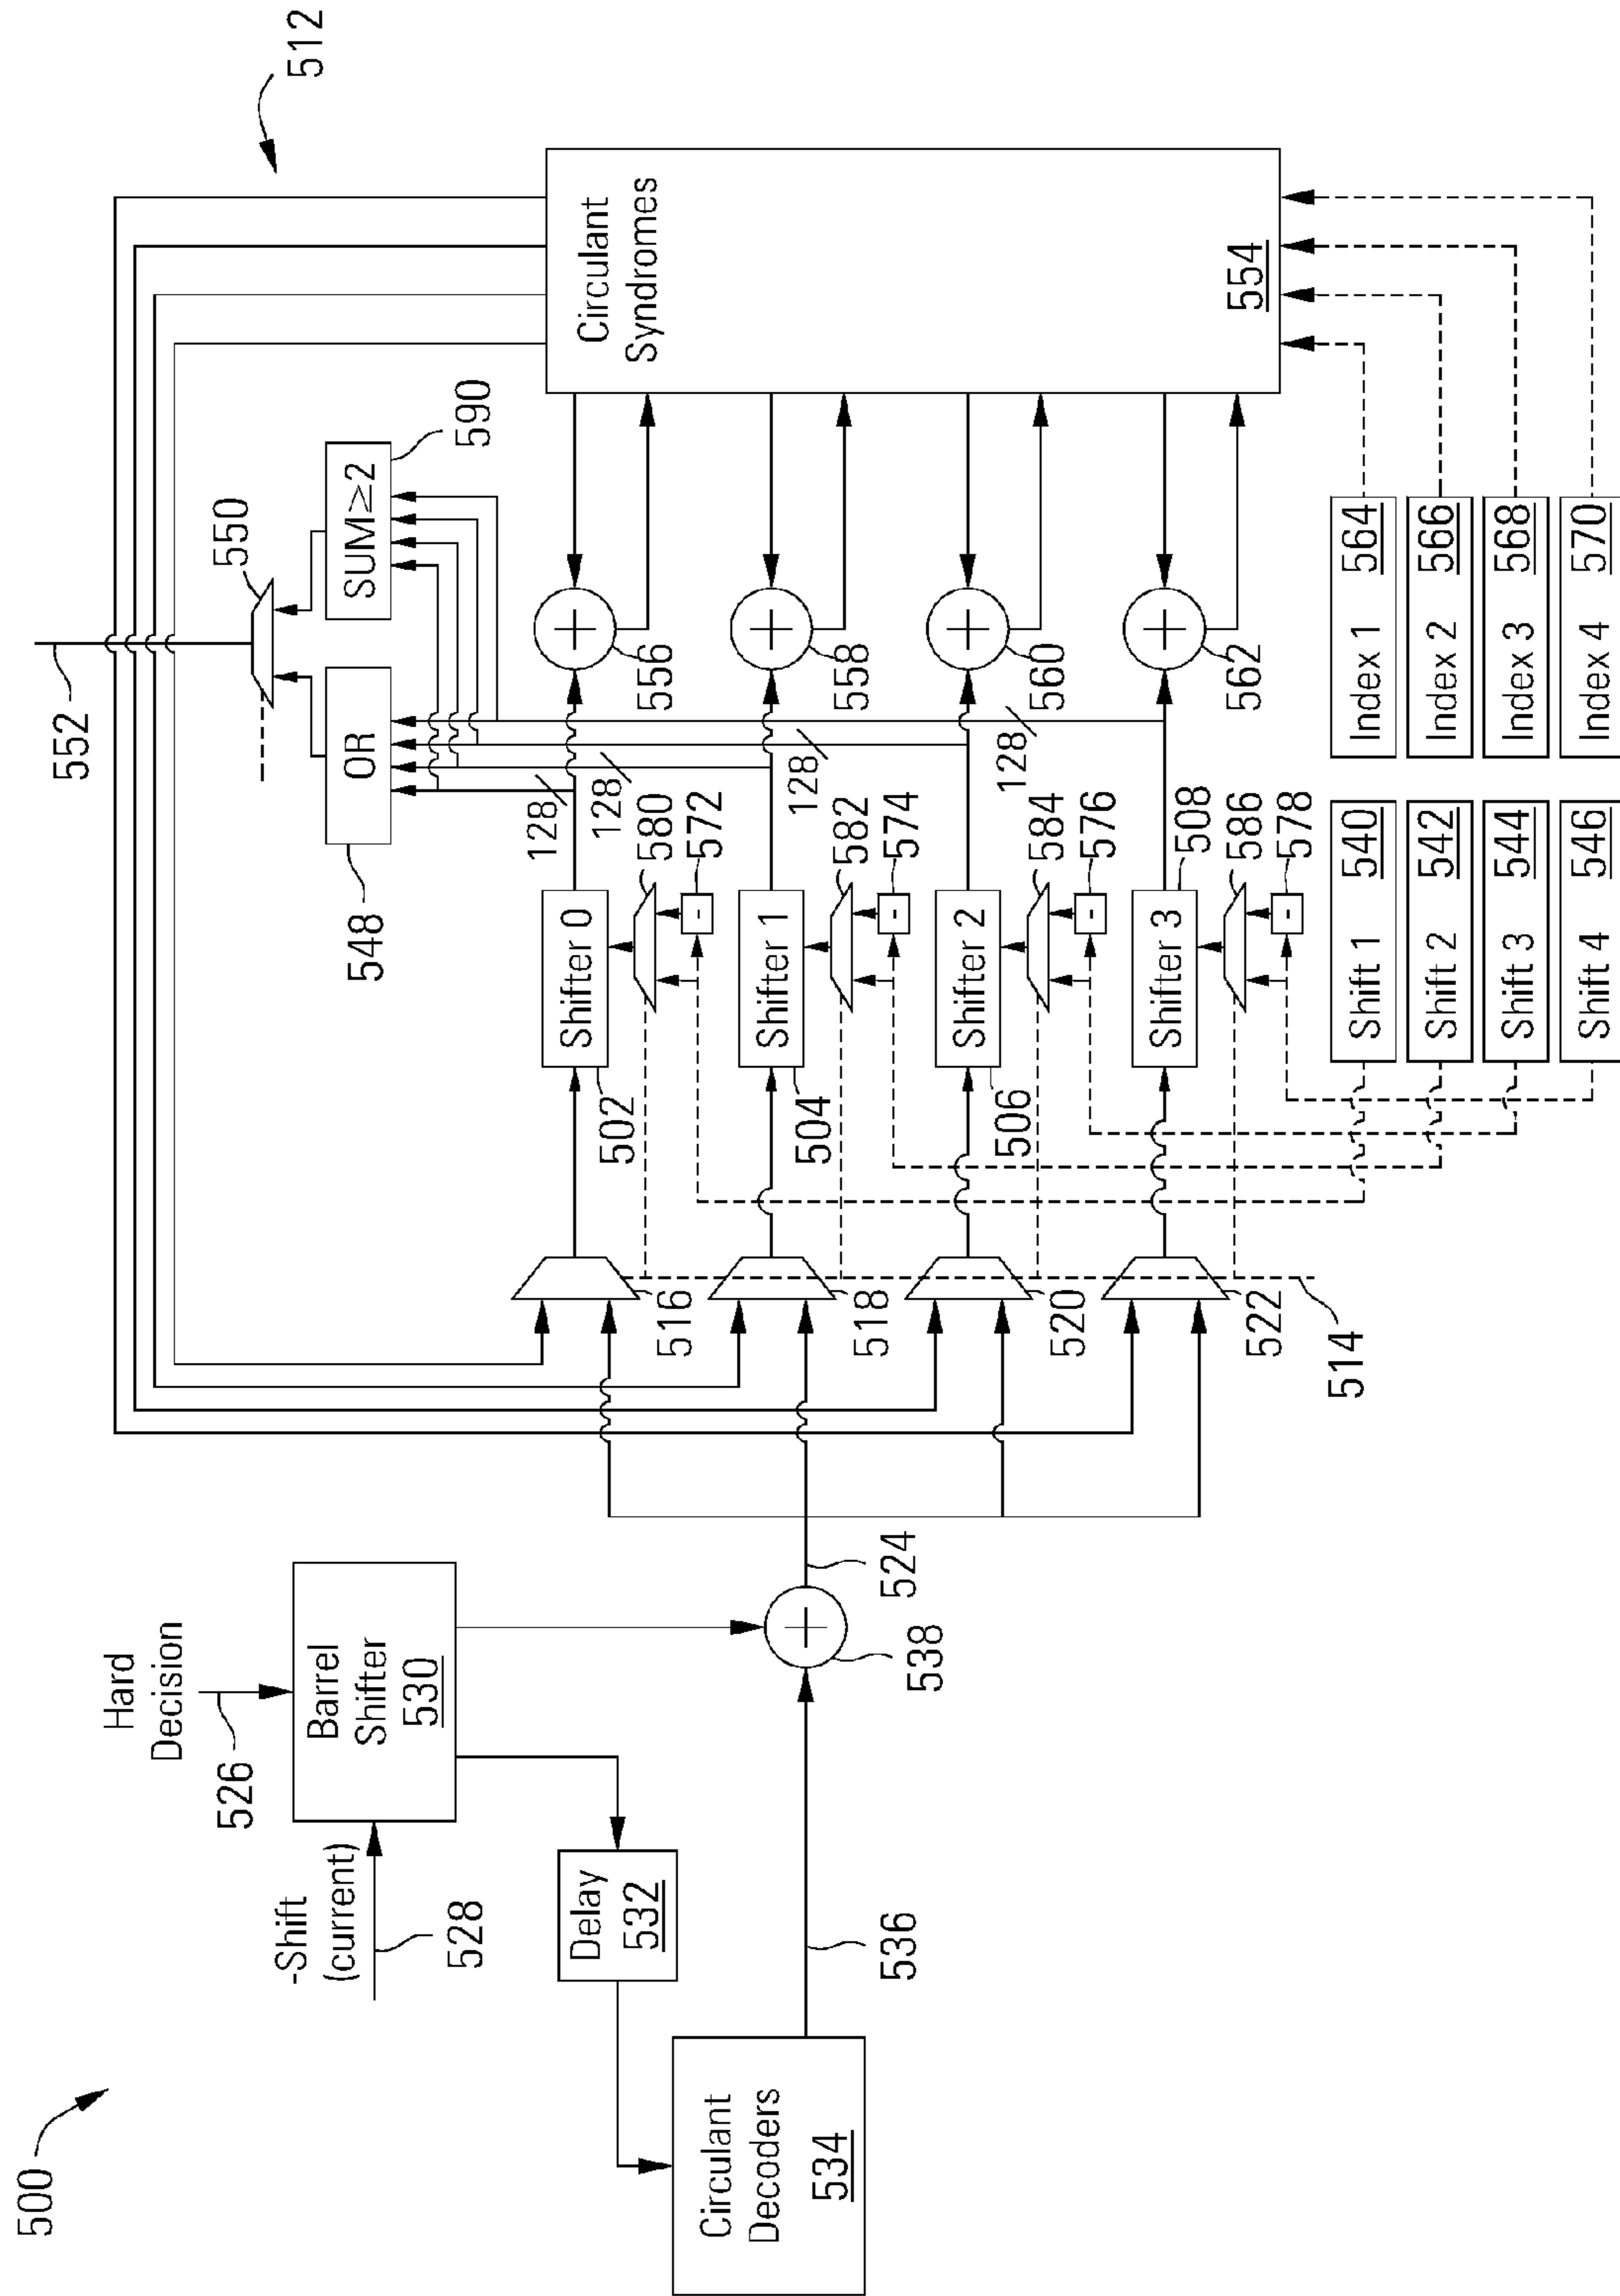 500
512
552
550
548
OR
SUM≥2
590
Hard
Decision
526
-Shift
(current)
528
Barrel
Shifter
530
Delay
532
Circulant
Decoders
534
536
538
524
516
518
520
522
514
Shifter 0
502
128
580
572
556
Shifter 1
504
128
582
574
558
Shifter 2
506
128
584
576
560
Shifter 3
508
128
586
578
562
-
-
-
-
+
+
+
+
+
Circulant
Syndromes
554
Shift 1 540
Shift 2 542
Shift 3 544
Shift 4 546
Index 1 564
Index 2 566
Index 3 568
Index 4 570